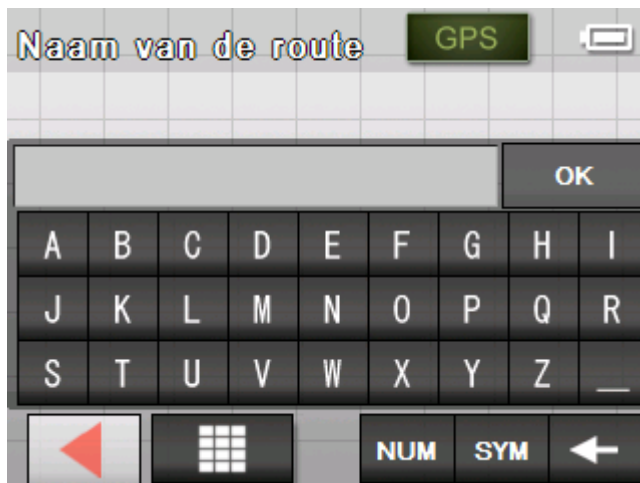 Naam van de route GPS
OK
A B C D E F G H I
J K L M N O P Q R
S T U V W X Y Z _
NUM SYM